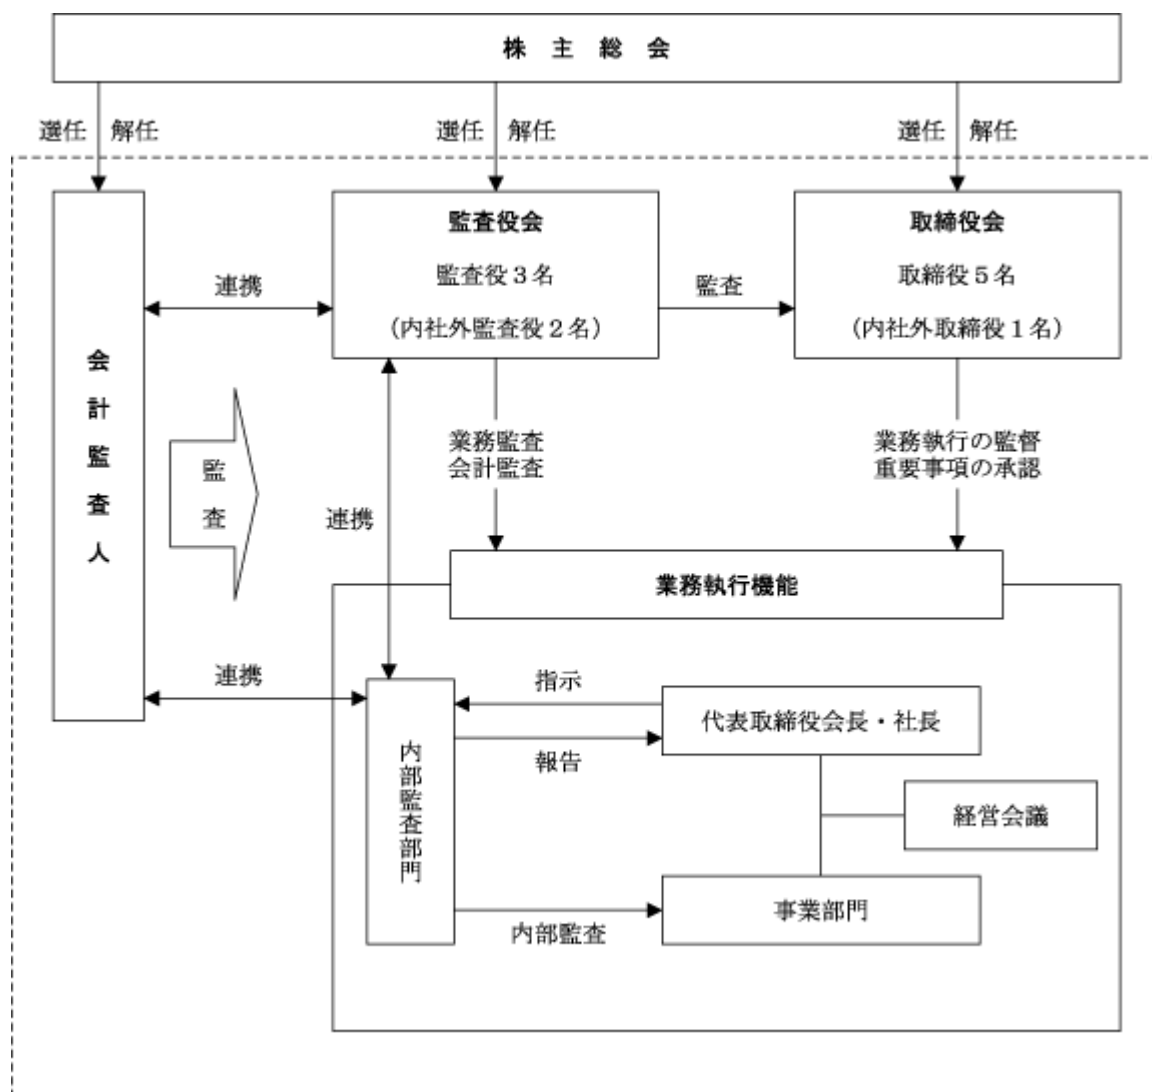 株主総会
選任 解任
選任 解任
選任 解任
会計監査人
連携
監査役会
監査役3名
(内社外監査役2名)
監査
取締役会
取締役5名
(内社外取締役1名)
監査
業務監査
会計監査
業務執行の監督
重要事項の承認
連携
業務執行機能
連携
内部監査部門
指示
報告
代表取締役会長・社長
経営会議
内部監査
事業部門